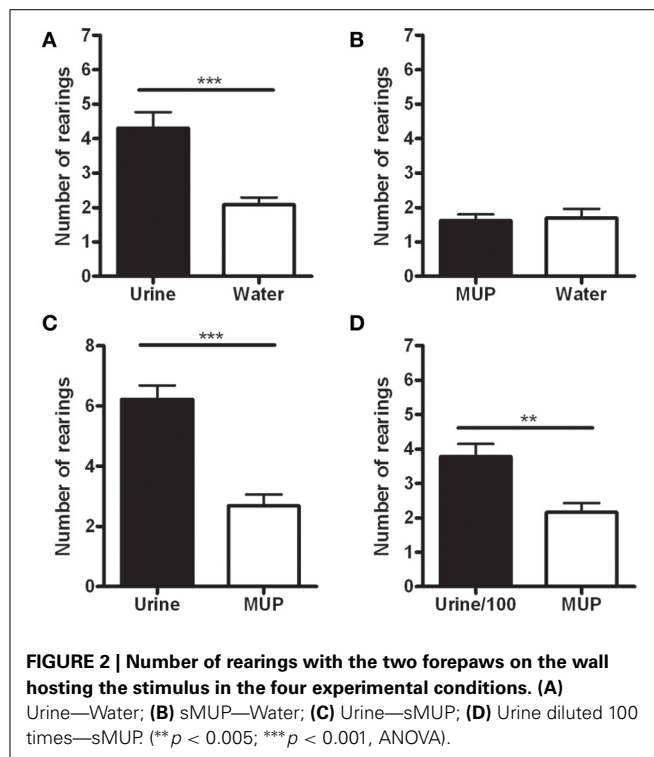 A
B
7
6
5
4
3
2
1
0
Number of rearings
***
Urine Water
7
6
5
4
3
2
1
0
Number of rearings
MUP Water
C
D
8
6
4
2
0
Number of rearings
***
Urine MUP
7
6
5
4
3
2
1
0
Number of rearings
**
Urine/100 MUP
FIGURE 2 | Number of rearings with the two forepaws on the wall
hosting the stimulus in the four experimental conditions. (A)
Urine—Water; (B) sMUP—Water; (C) Urine—sMUP; (D) Urine diluted 100
times—sMUP. (**p < 0.005; ***p < 0.001, ANOVA).